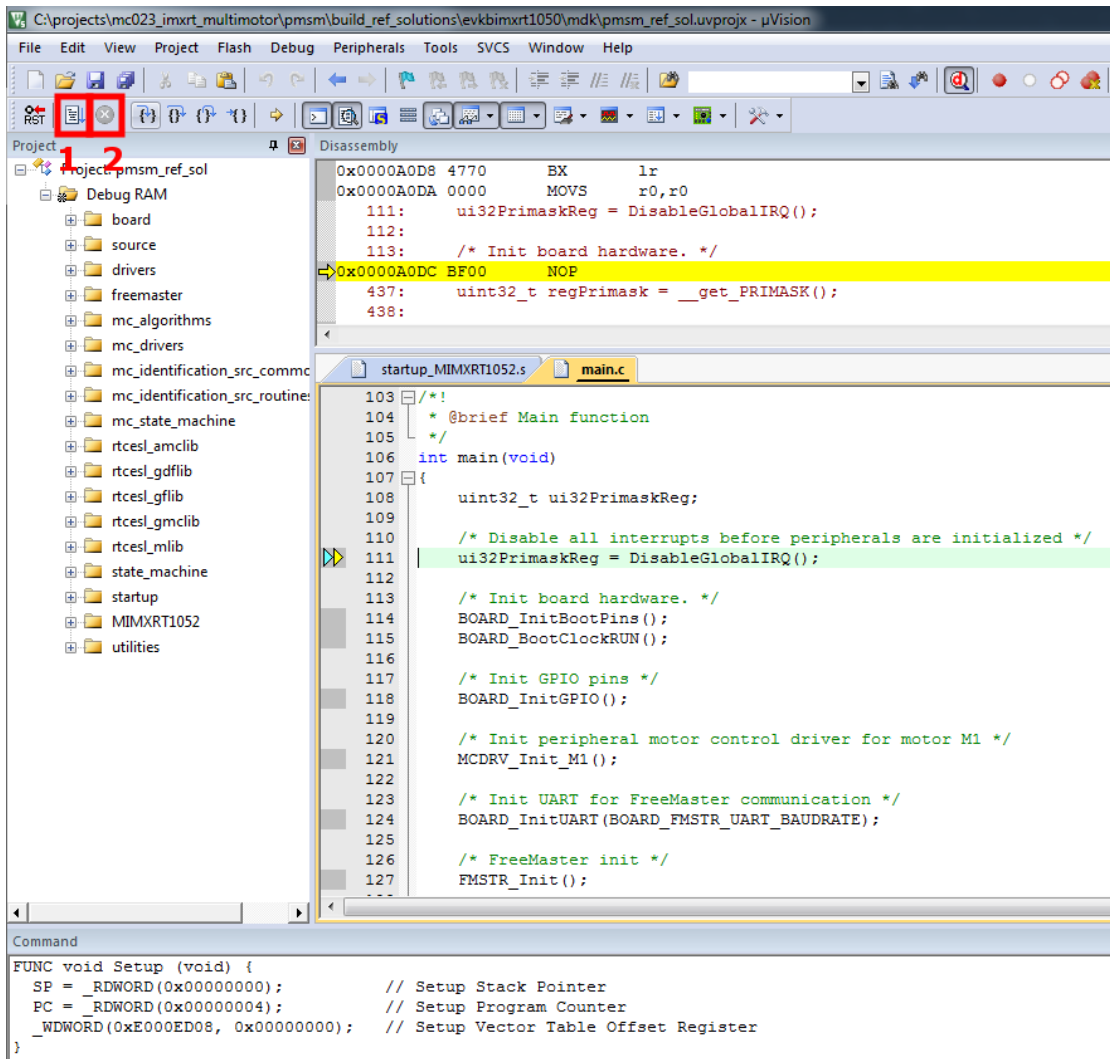 C:\projects\mc023_imxrt_multimotor\pmsm\build_ref_solutions\evkbimxrt1050\mdk\pmsm_ref_sol.uvprojx - µVision
File Edit View Project Flash Debug Peripherals Tools SVCS Window Help
RST
1 2
Project
Project: pmsm_ref_sol
Debug RAM
board
source
drivers
freemaster
mc_algorithms
mc_drivers
mc_identification_src_commc
mc_identification_src_routine
mc_state_machine
rtcesl_amclib
rtcesl_gdflib
rtcesl_gflib
rtcesl_gmclib
rtcesl_mlib
state_machine
startup
MIMXRT1052
utilities
Disassembly
0x0000A0D8 4770 BX lr
0x0000A0DA 0000 MOVS r0,r0
111: ui32PrimaskReg = DisableGlobalIRQ();
112:
113: /* Init board hardware. */
0x0000A0DC BF00 NOP
437: uint32_t regPrimask = __get_PRIMASK();
438:
startup_MIMXRT1052.s main.c
103 /*!
104 * @brief Main function
105 */
106 int main(void)
107 {
108 uint32_t ui32PrimaskReg;
109
110 /* Disable all interrupts before peripherals are initialized */
111 ui32PrimaskReg = DisableGlobalIRQ();
112
113 /* Init board hardware. */
114 BOARD_InitBootPins();
115 BOARD_BootClockRUN();
116
117 /* Init GPIO pins */
118 BOARD_InitGPIO();
119
120 /* Init peripheral motor control driver for motor M1 */
121 MCDRV_Init_M1();
122
123 /* Init UART for FreeMaster communication */
124 BOARD_InitUART(BOARD_FMSTR_UART_BAUDRATE);
125
126 /* FreeMaster init */
127 FMSTR_Init();
Command
FUNC void Setup (void) {
SP = _RDWORD(0x00000000); // Setup Stack Pointer
PC = _RDWORD(0x00000004); // Setup Program Counter
_WDWORD(0xE000ED08, 0x00000000); // Setup Vector Table Offset Register
}